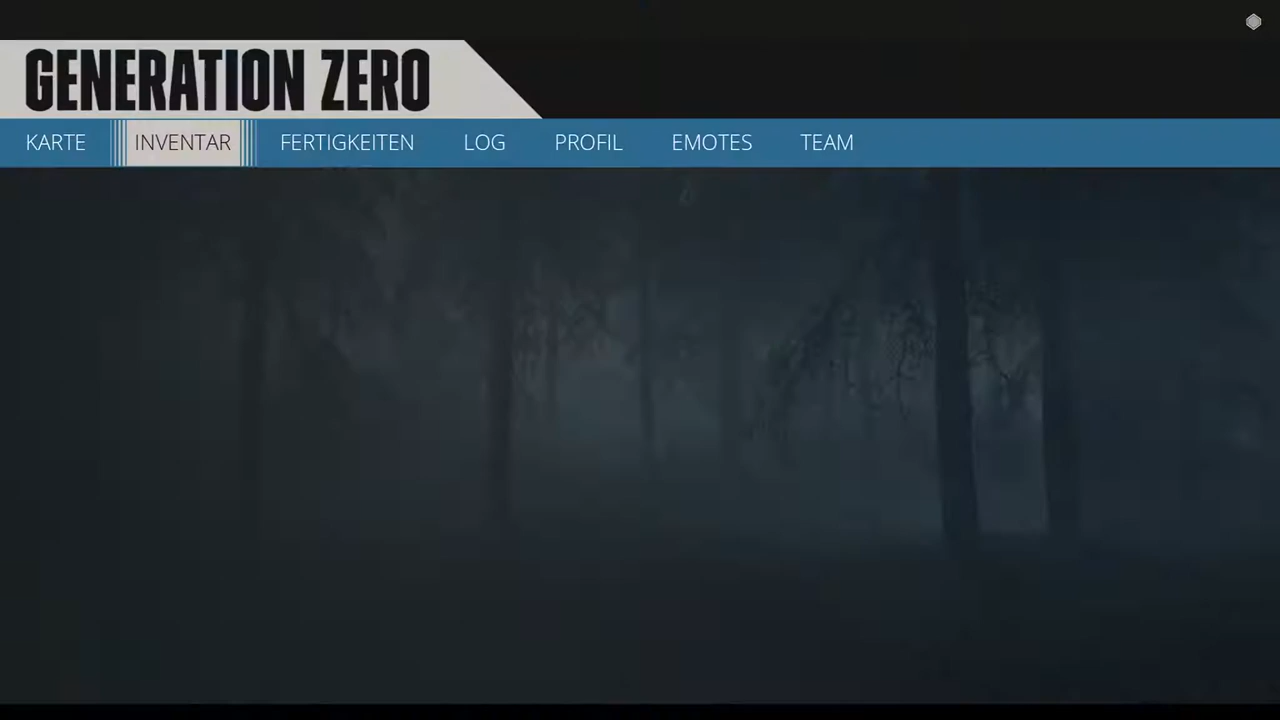 GENERATION ZERO
KARTE INVENTAR FERTIGKEITEN LOG PROFIL EMOTES TEAM